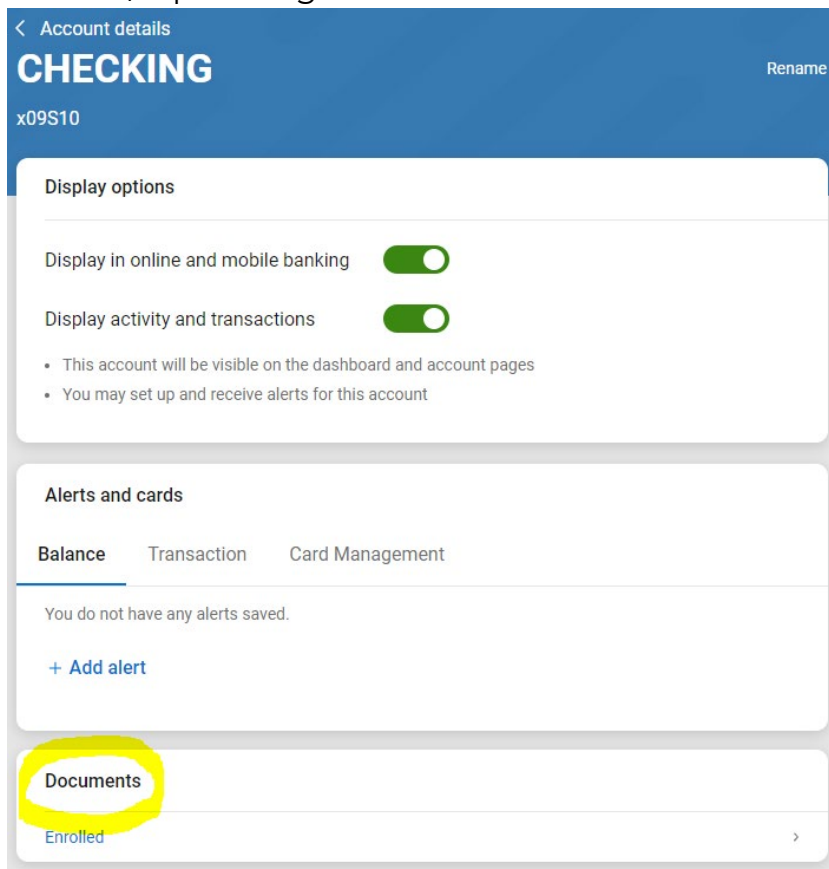 Account details
CHECKING
Rename
x09S10
Display options
Display in online and mobile banking
Display activity and transactions
• This account will be visible on the dashboard and account pages
• You may set up and receive alerts for this account
Alerts and cards
Balance Transaction Card Management
You do not have any alerts saved.
+ Add alert
Documents
Enrolled